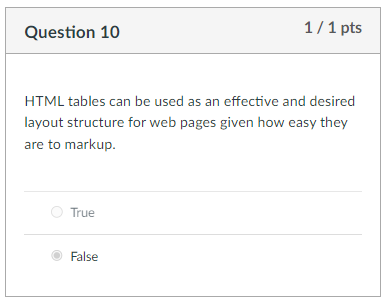 Question 10
1 / 1 pts
HTML tables can be used as an effective and desired
layout structure for web pages given how easy they
are to markup.
True
False